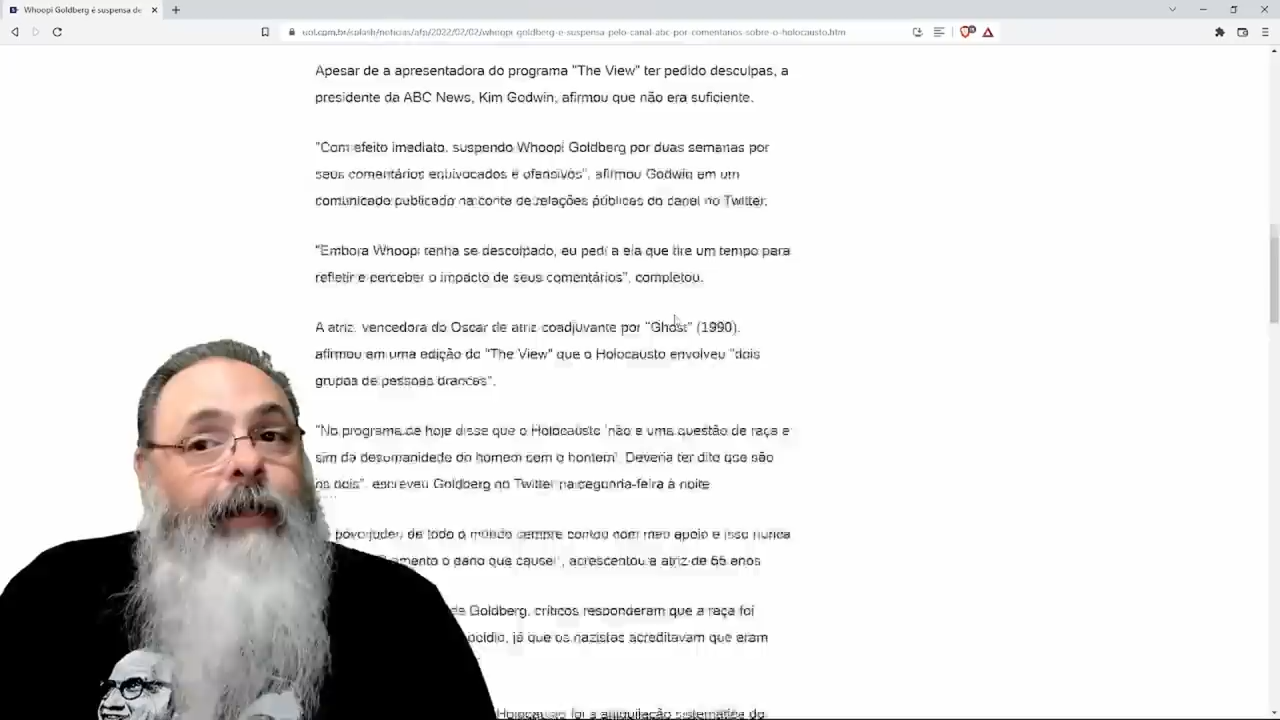 Whoopi Goldberg é suspensa de
uol.com.br/splash/noticias/afp/2022/02/02/whoopi-goldberg-e-suspensa-pelo-canal-abc-por-comentarios-sobre-o-holocausto.htm
Apesar de a apresentadora do programa "The View" ter pedido desculpas, a
presidente da ABC News, Kim Godwin, afirmou que não era suficiente.
"Com efeito imediato, suspendo Whoopi Goldberg por duas semanas por
seus comentários equivocados e ofensivos", afirmou Godwin em um
comunicado publicado na conta de relações públicas do canal no Twitter.
"Embora Whoopi tenha se desculpado, eu pedi a ela que tire um tempo para
refletir e perceber o impacto de seus comentários", completou.
A atriz, vencedora do Oscar de atriz coadjuvante por "Ghost" (1990),
afirmou em uma edição do "The View" que o Holocausto envolveu "dois
grupos de pessoas brancas".
"No programa de hoje disse que o Holocausto 'não é uma questão de raça e
sim da desumanidade do homem com o homem'. Deveria ter dito que são
os dois", escreveu Goldberg no Twitter na segunda-feira à noite
povo judeu de todo o mundo sempre contou com meu apoio e isso nunca
amento o dano que causei", acrescentou a atriz de 66 anos
de Goldberg, críticos responderam que a raça foi
ocídio, já que os nazistas acreditavam que eram
Holocausto foi a aniquilação sistemática do